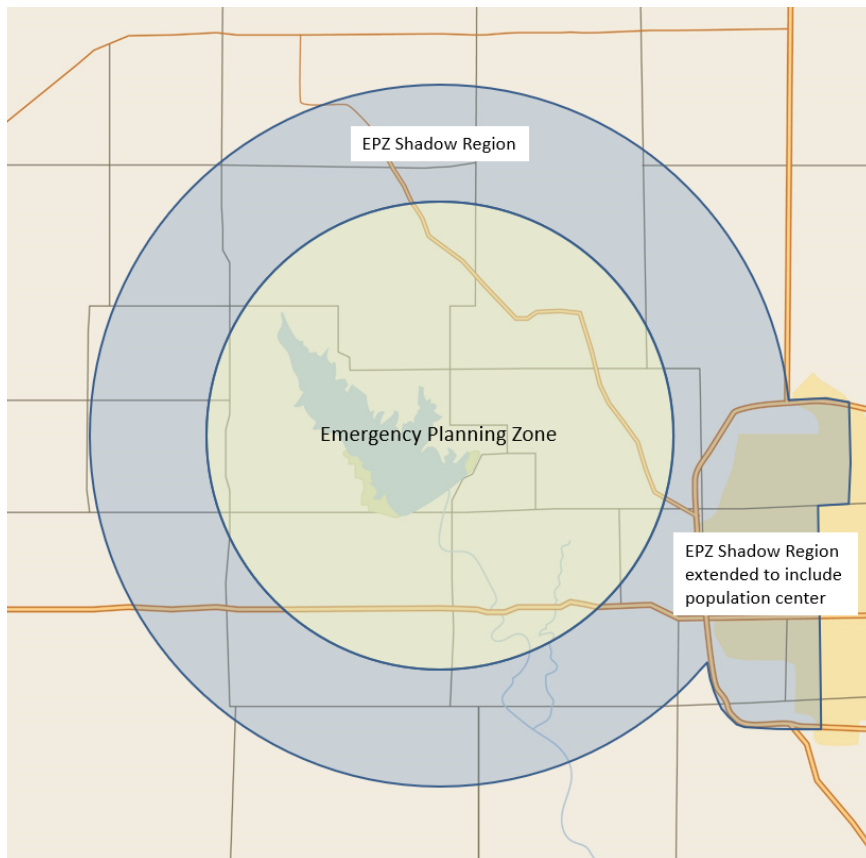 EPZ Shadow Region
Emergency Planning Zone
EPZ Shadow Region
extended to include
population center